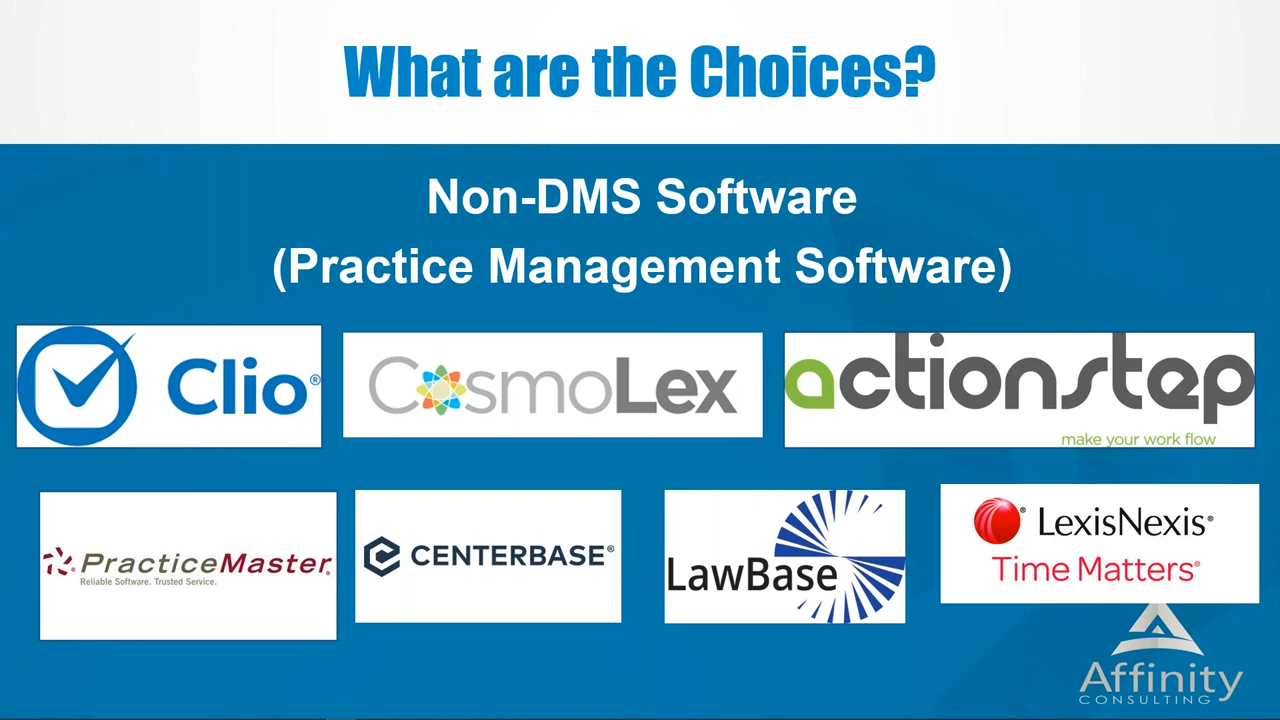 What are the Choices?
Non-DMS Software
(Practice Management Software)
Clio®
CosmoLex
actionstep
make your work flow
PracticeMaster®
Reliable Software. Trusted Service.
CENTERBASE®
LawBase
LexisNexis®
Time Matters®
Affinity
CONSULTING